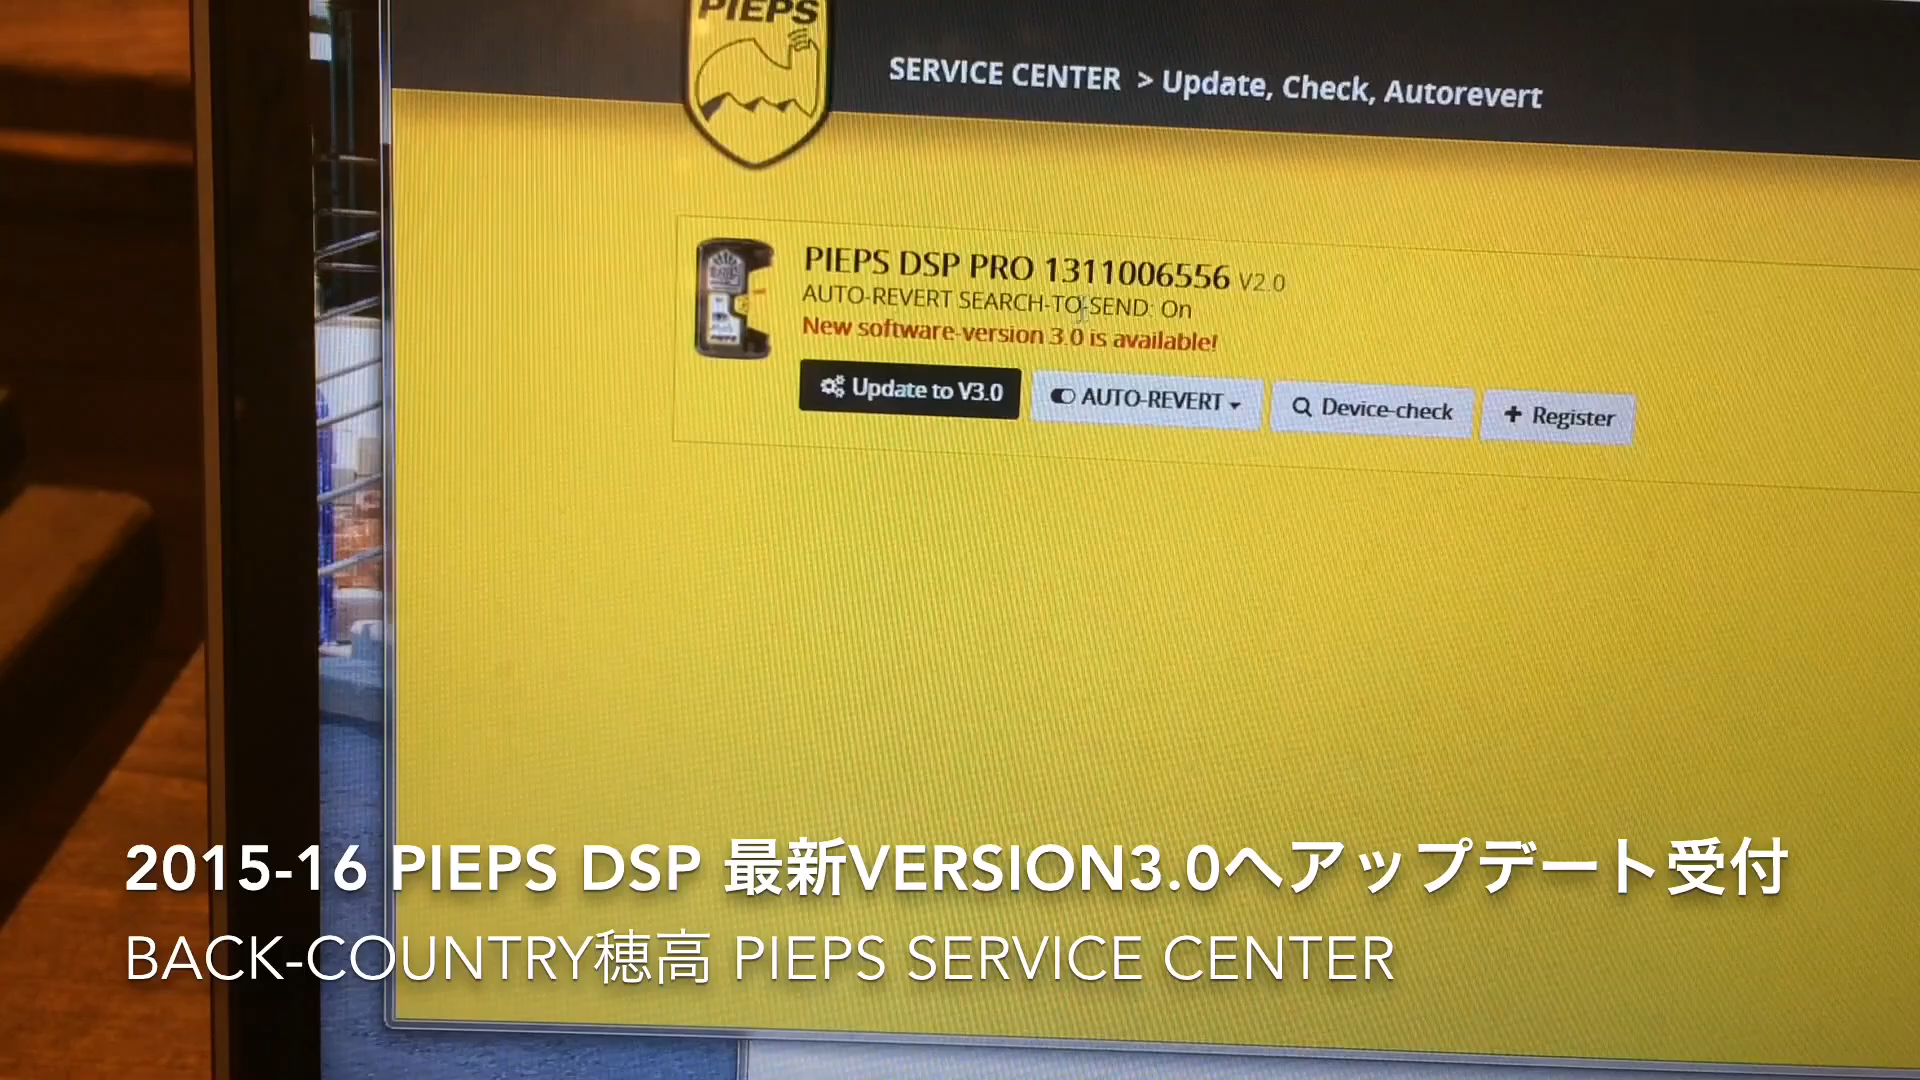 PIEPS
SERVICE CENTER > Update, Check, Autorevert
PIEPS DSP PRO 1311006556 V2.0
AUTO-REVERT SEARCH-TO-SEND: On
New software-version 3.0 is available!
Update to V3.0
AUTO-REVERT
Device-check
Register
2015-16 PIEPS DSP 最新VERSION3.0へアップデート受付
BACK-COUNTRY穂高 PIEPS SERVICE CENTER